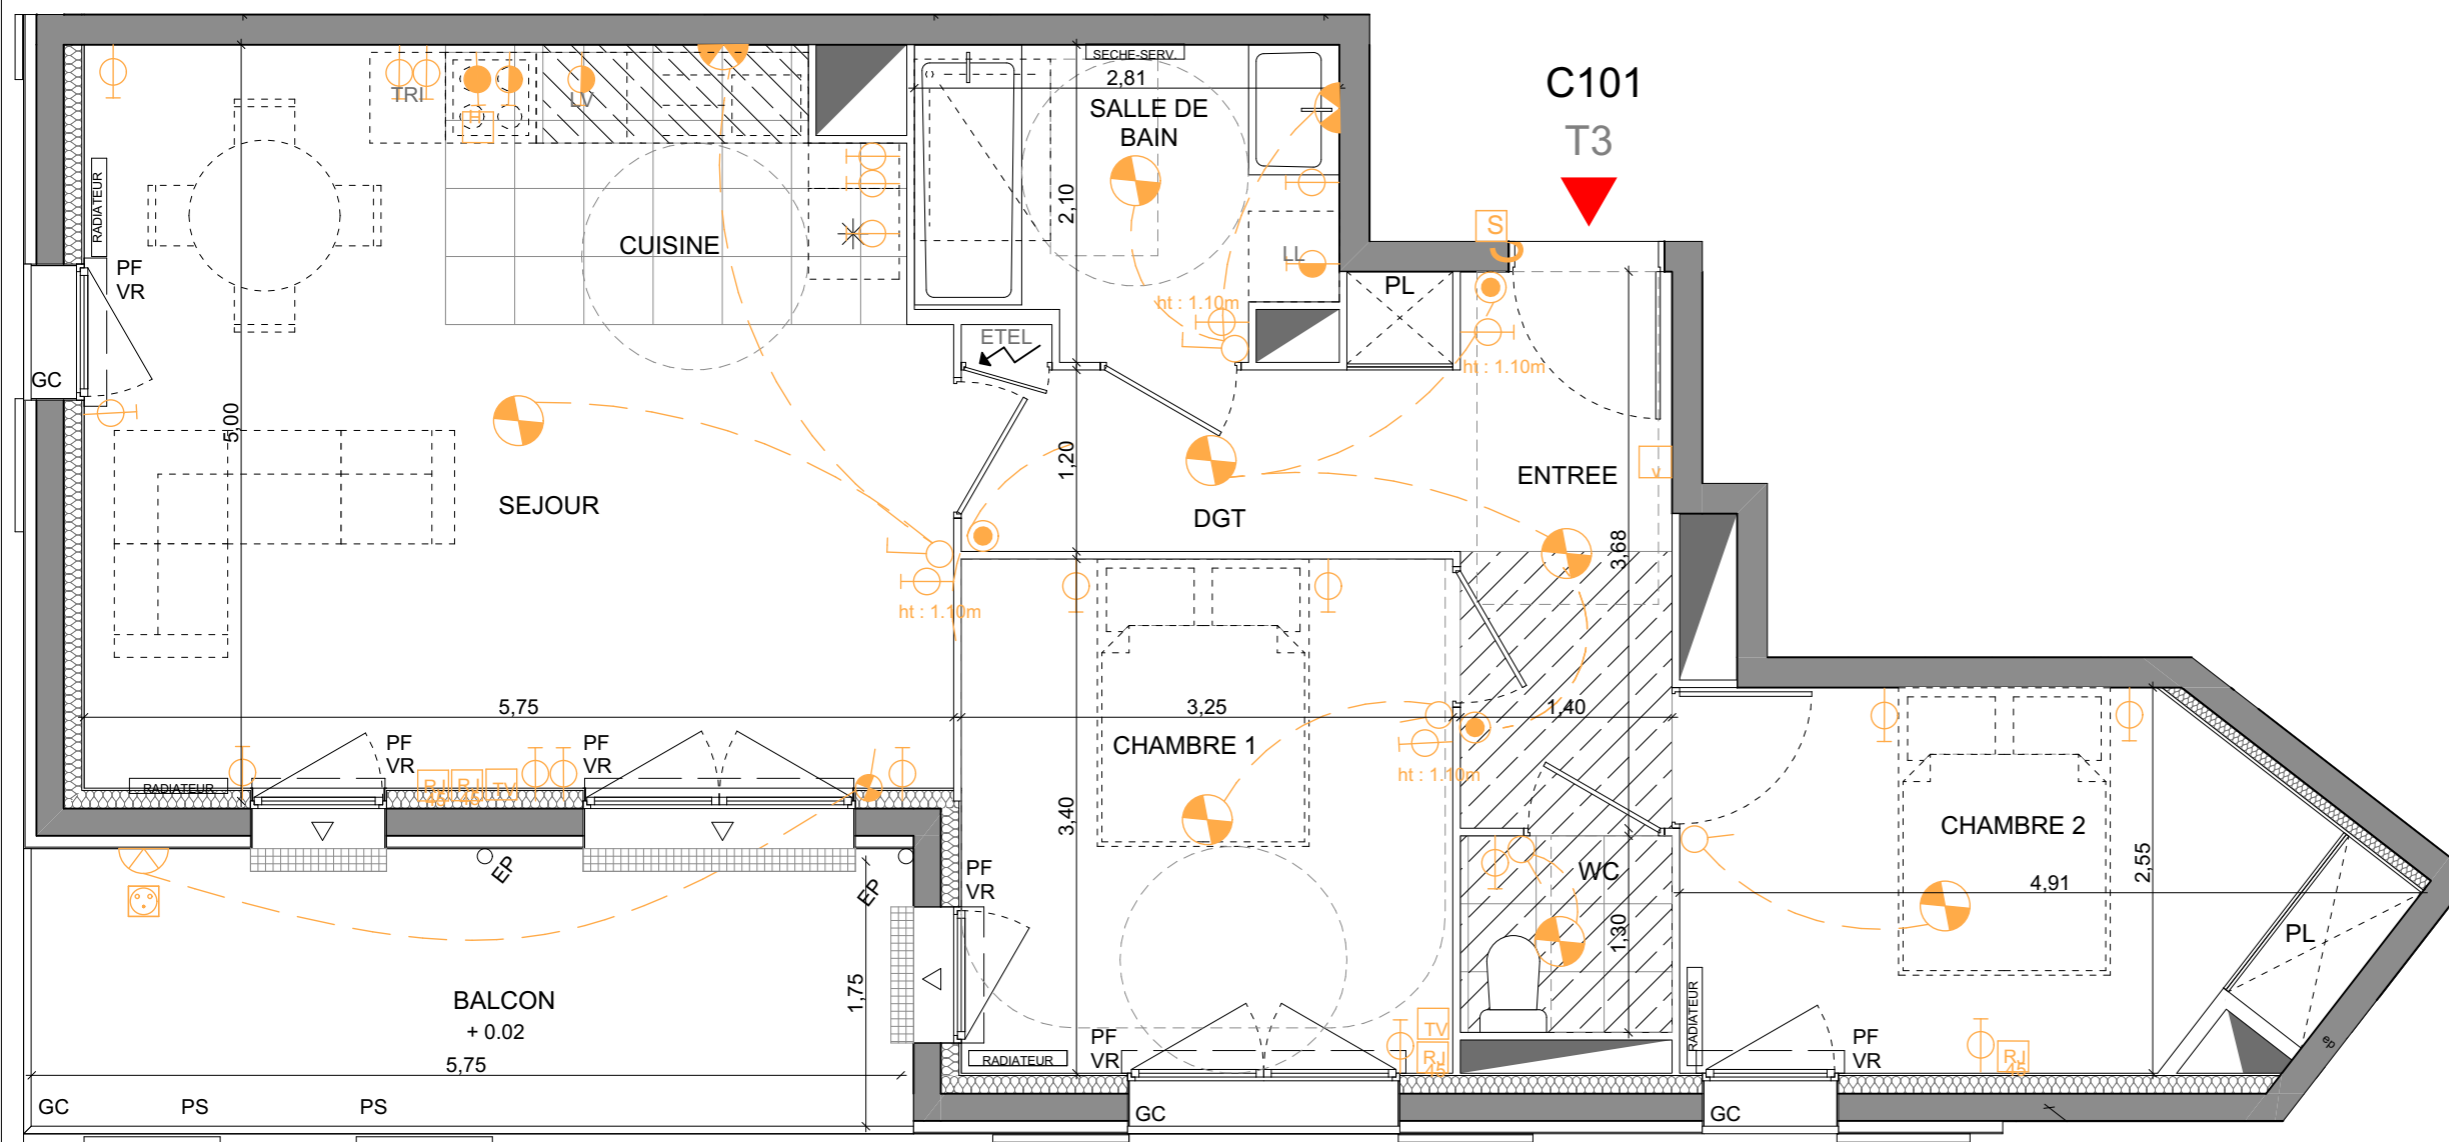 C101
T3
SECHE-SERV.
2,81
SALLE DE
BAIN
TRI
LV
H
S
RADIATEUR
2,10
CUISINE
PF
VR
LL
PL
ht : 1.10m
ETEL
ht : 1.10m
GC
5,00
1,20
V
ENTREE
SEJOUR
DGT
3,68
ht : 1.10m
5,75
3,25
1,40
PF
VR
PF
VR
CHAMBRE 1
ht : 1.10m
RADIATEUR
RJ
45
RJ
45
TV
3,40
CHAMBRE 2
2,55
EP
EP
PF
VR
WC
4,91
1,30
PL
BALCON
+ 0.02
1,75
5,75
RADIATEUR
PF
VR
TV
RJ
45
RADIATEUR
PF
VR
RJ
45
ep
GC
PS
PS
GC
GC